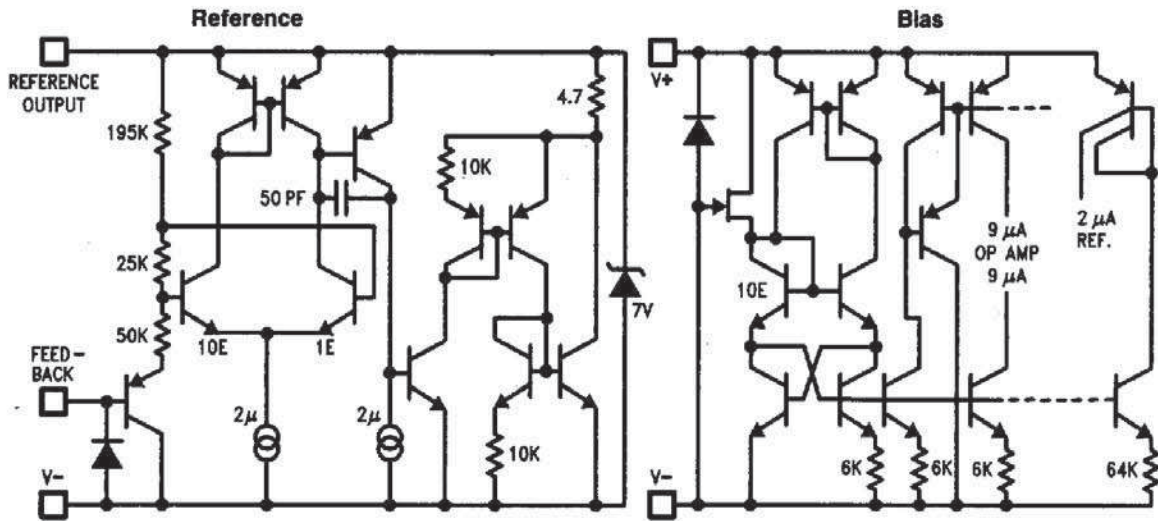 Reference
REFERENCE
OUTPUT
195K
25K
50K
FEED-
BACK
V-
10E
1E
50 PF
2μ
2μ
10K
10K
4.7
7V
Bias
V+
V-
10E
6K
6K
6K
9 μA
OP AMP
9 μA
2 μA
REF.
64K